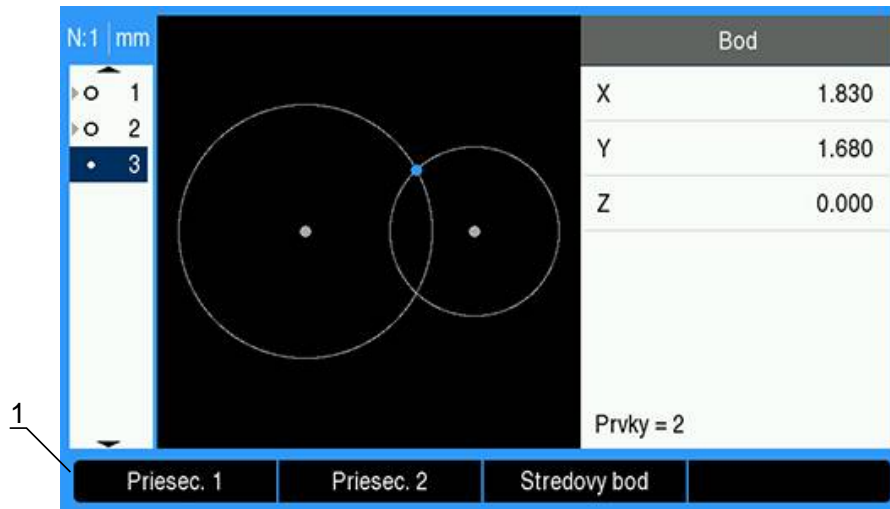 N:1 mm
Bod
1
2
3
X 1.830
Y 1.680
Z 0.000
Prvky = 2
1
Priesec. 1 Priesec. 2 Stredovy bod